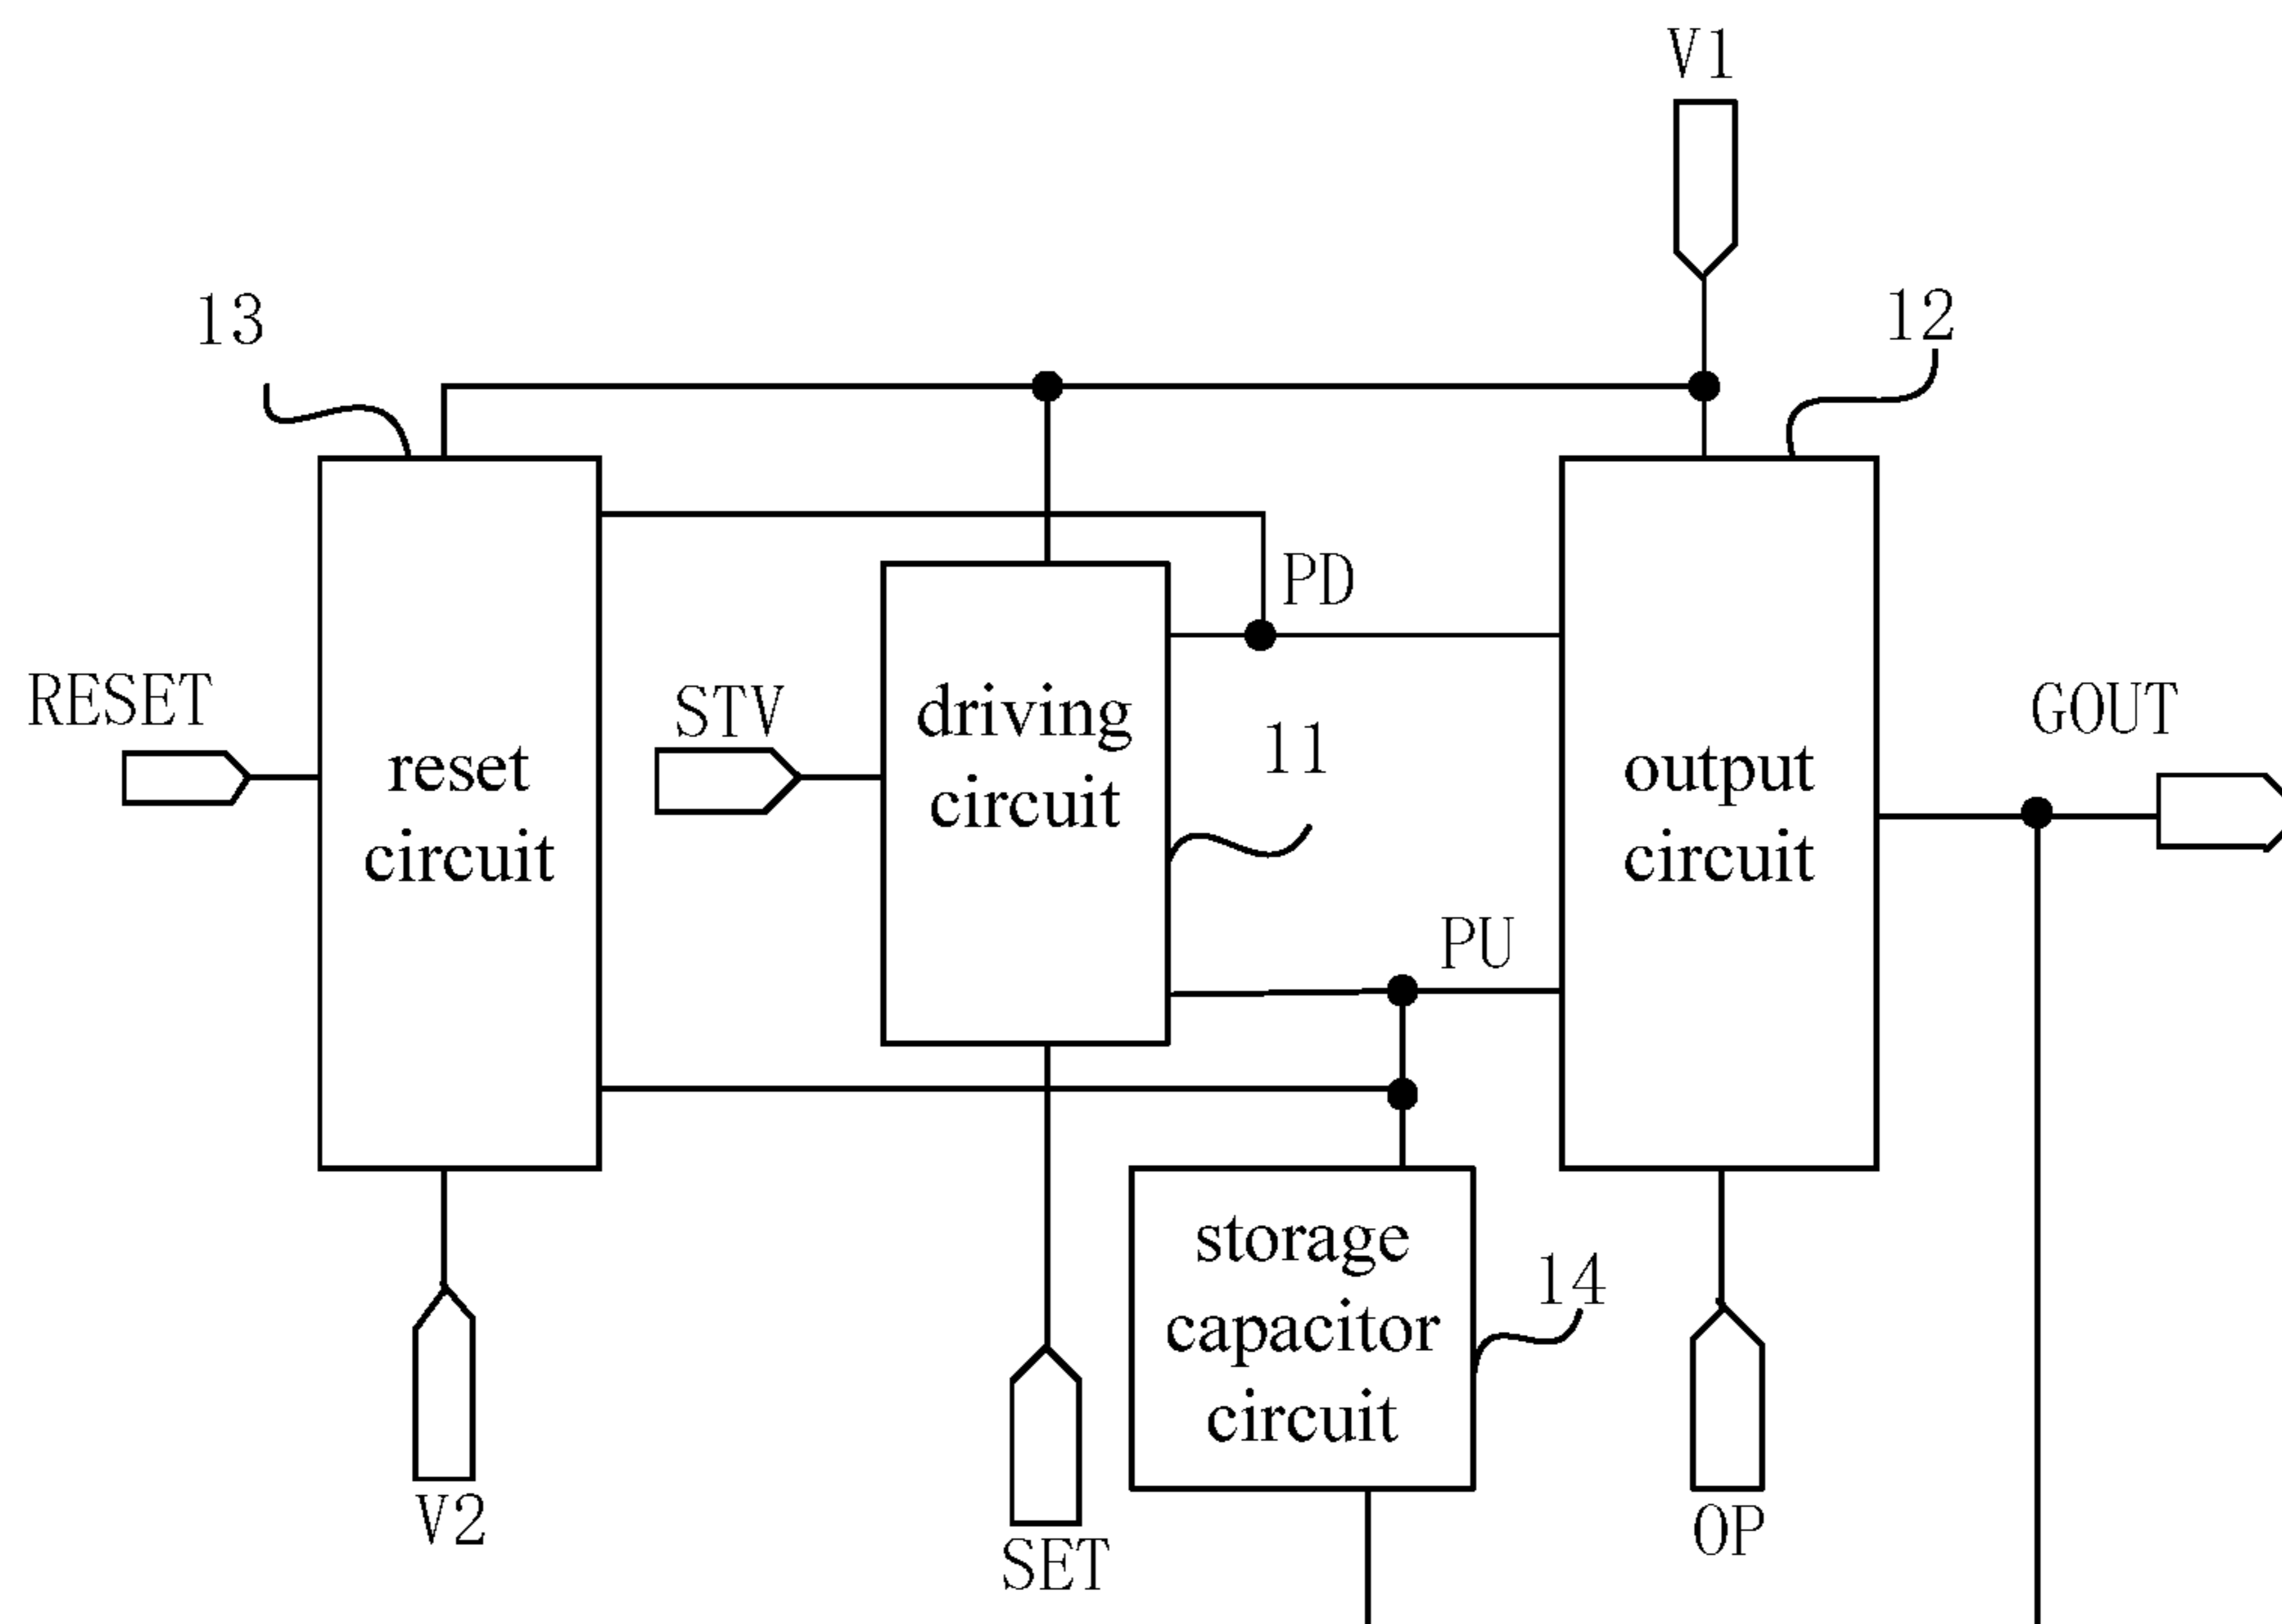 V1
13
12
PD
RESET
STV
driving
circuit
11
GOUT
reset
circuit
output
circuit
PU
storage
capacitor
circuit
14
V2
SET
OP